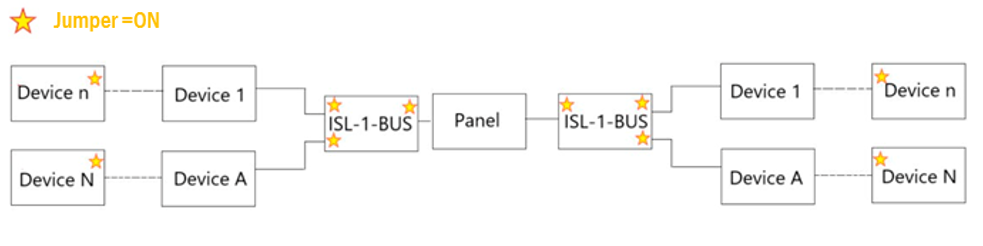 Jumper =ON
Device n
Device 1
ISL-1-BUS
Panel
ISL-1-BUS
Device 1
Device n
Device N
Device A
Device A
Device N